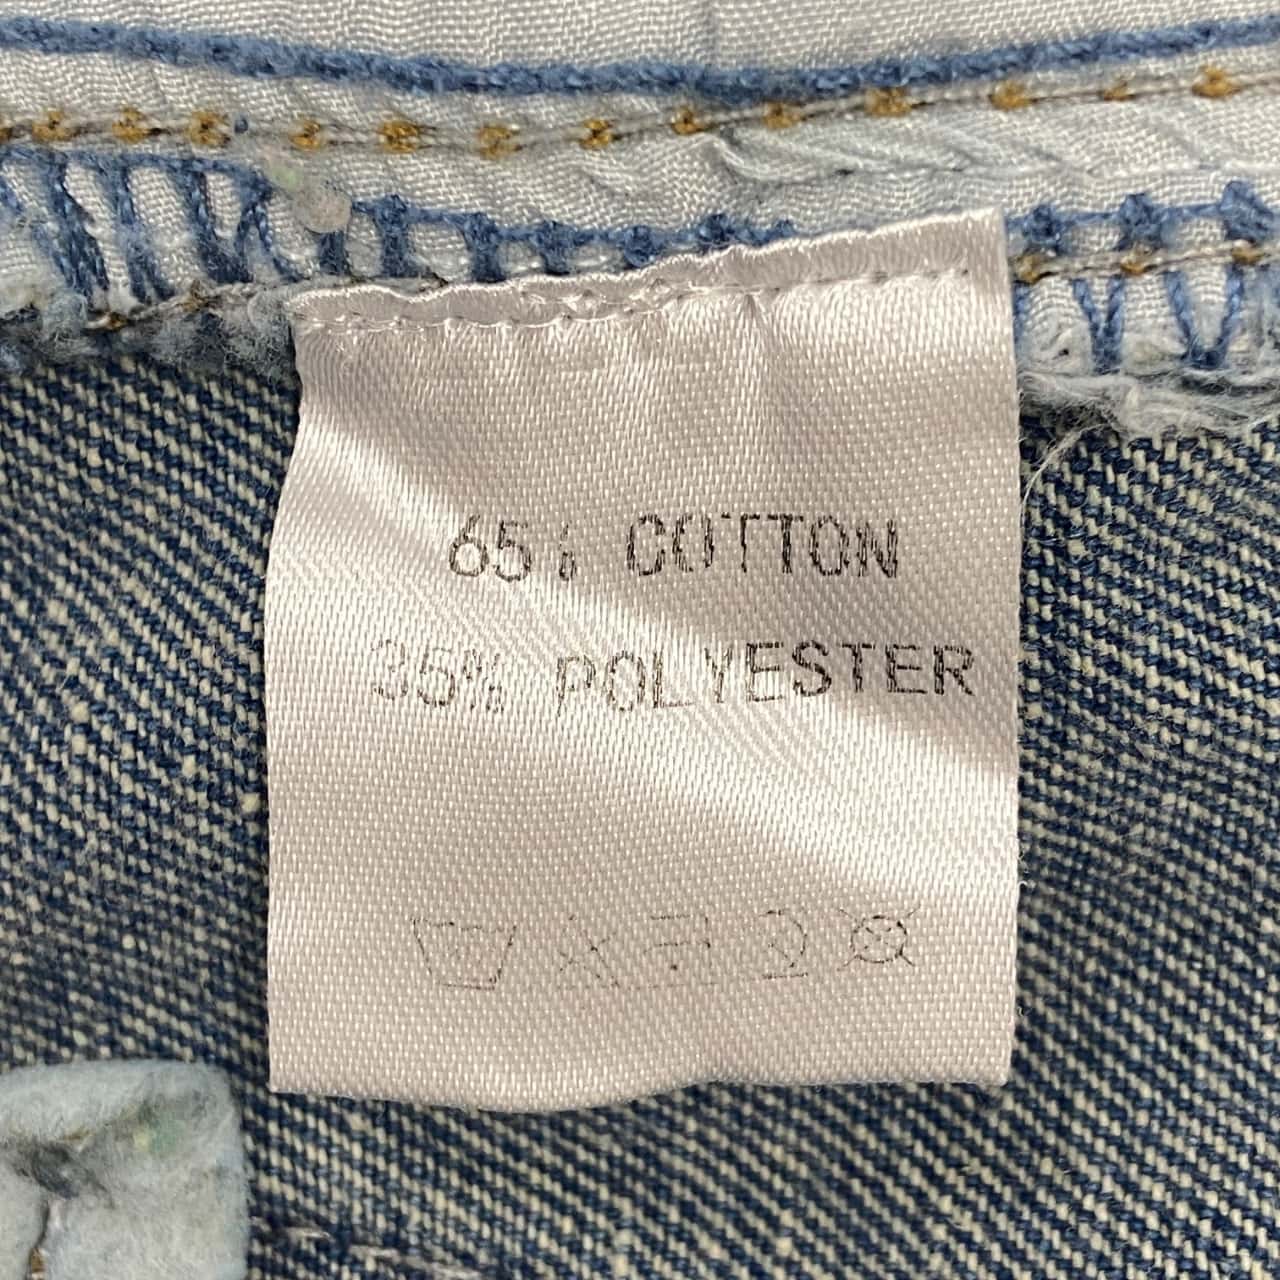 65% COTTON
35% POLYESTER